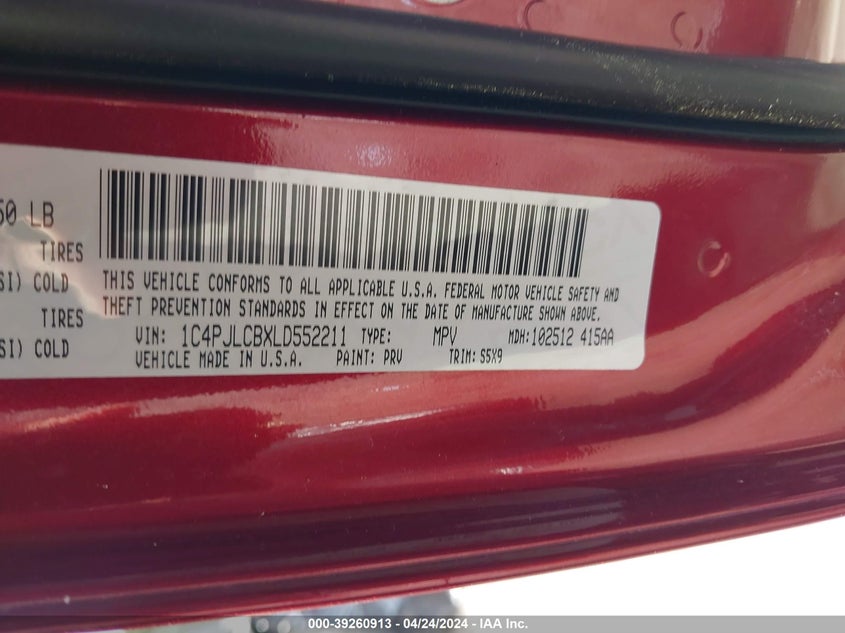 50 LB
TIRES
SI) COLD
TIRES
SI) COLD
THIS VEHICLE CONFORMS TO ALL APPLICABLE U.S.A. FEDERAL MOTOR VEHICLE SAFETY AND
THEFT PREVENTION STANDARDS IN EFFECT ON THE DATE OF MANUFACTURE SHOWN ABOVE.
VIN: 1C4PJLCBXLD552211 TYPE: MPV MDH:102512 415AA
VEHICLE MADE IN U.S.A. PAINT: PRV TRIM: S5X9
000-39260913 - 04/24/2024 - © IAA Inc.